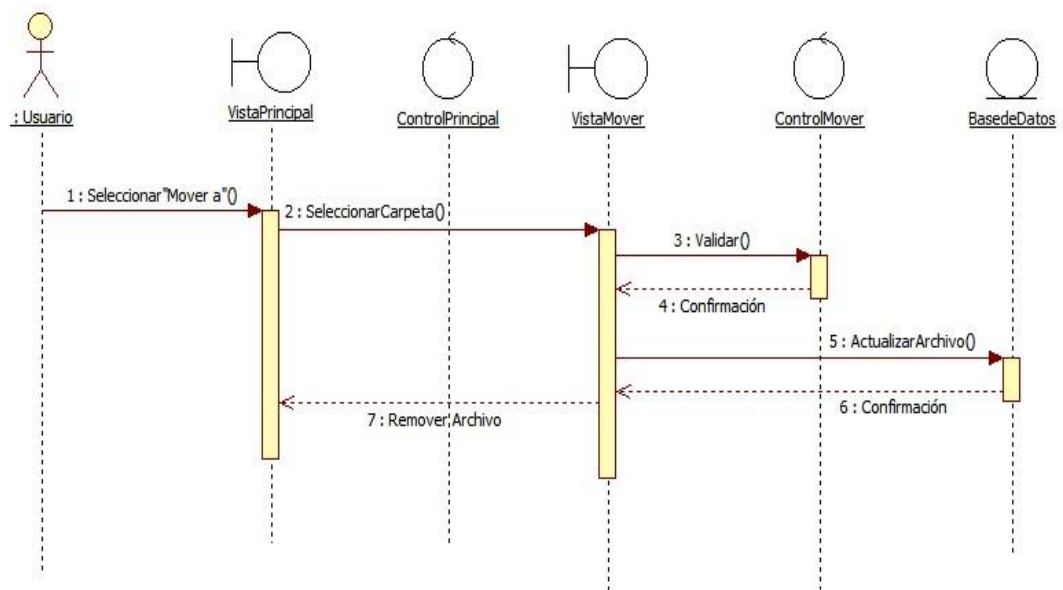 : Usuario
VistaPrincipal
ControlPrincipal
VistaMover
ControlMover
BasedeDatos
1 : Seleccionar"Mover a"()
2 : SeleccionarCarpeta()
3 : Validar()
4 : Confirmación
5 : ActualizarArchivo()
6 : Confirmación
7 : Remover Archivo